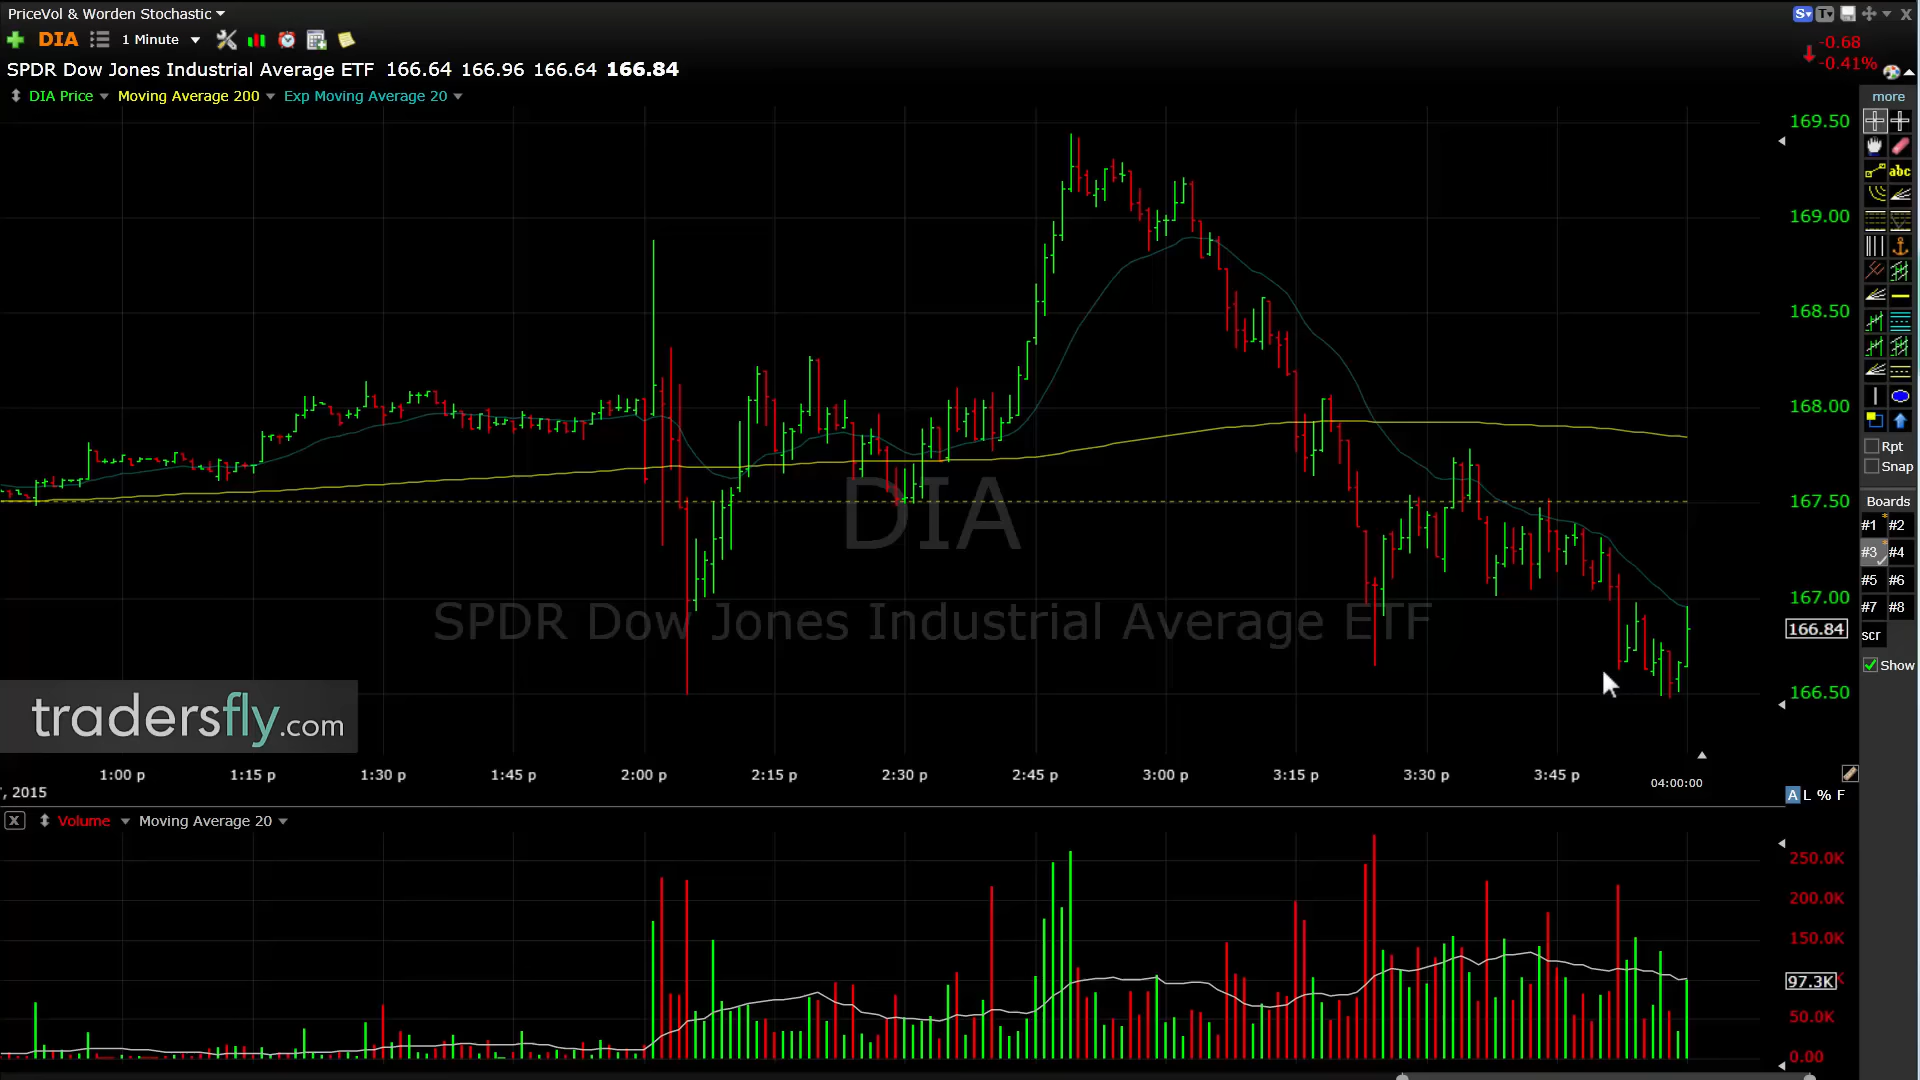 PriceVol & Worden Stochastic
S T X
DIA 1 Minute
-0.68
-0.41%
SPDR Dow Jones Industrial Average ETF 166.64 166.96 166.64 166.84
DIA Price Moving Average 200 Exp Moving Average 20
more
abc
169.50
169.00
168.50
168.00
167.50
167.00
166.84
166.50
Rpt
Snap
Boards
#1 #2
#3 #4
#5 #6
#7 #8
scr
Show
DIA
SPDR Dow Jones Industrial Average ETF
tradersfly.com
1:00 p 1:15 p 1:30 p 1:45 p 2:00 p 2:15 p 2:30 p 2:45 p 3:00 p 3:15 p 3:30 p 3:45 p 04:00:00
, 2015
A L % F
X Volume Moving Average 20
250.0K
200.0K
150.0K
97.3K
50.0K
0.00